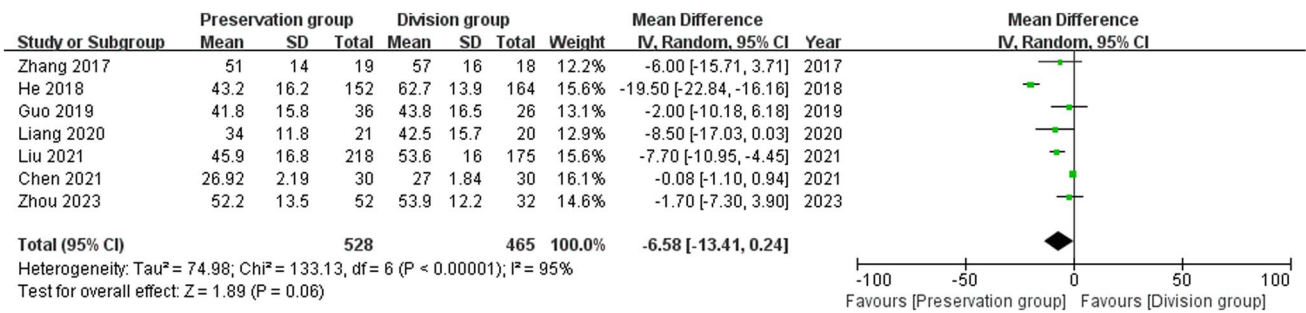 Preservation group Division group Mean Difference Mean Difference
Study or Subgroup Mean SD Total Mean SD Total Weight IV, Random, 95% CI Year IV, Random, 95% CI
Zhang 2017 51 14 19 57 16 18 12.2% -6.00 [-15.71, 3.71] 2017
He 2018 43.2 16.2 152 62.7 13.9 164 15.6% -19.50 [-22.84, -16.16] 2018
Guo 2019 41.8 15.8 36 43.8 16.5 26 13.1% -2.00 [-10.18, 6.18] 2019
Liang 2020 34 11.8 21 42.5 15.7 20 12.9% -8.50 [-17.03, 0.03] 2020
Liu 2021 45.9 16.8 218 53.6 16 175 15.6% -7.70 [-10.95, -4.45] 2021
Chen 2021 26.92 2.19 30 27 1.84 30 16.1% -0.08 [-1.10, 0.94] 2021
Zhou 2023 52.2 13.5 52 53.9 12.2 32 14.6% -1.70 [-7.30, 3.90] 2023
Total (95% CI) 528 465 100.0% -6.58 [-13.41, 0.24]
Heterogeneity: Tau² = 74.98; Chi² = 133.13, df = 6 (P < 0.00001); I² = 95%
Test for overall effect: Z = 1.89 (P = 0.06)
-100 -50 0 50 100
Favours [Preservation group] Favours [Division group]